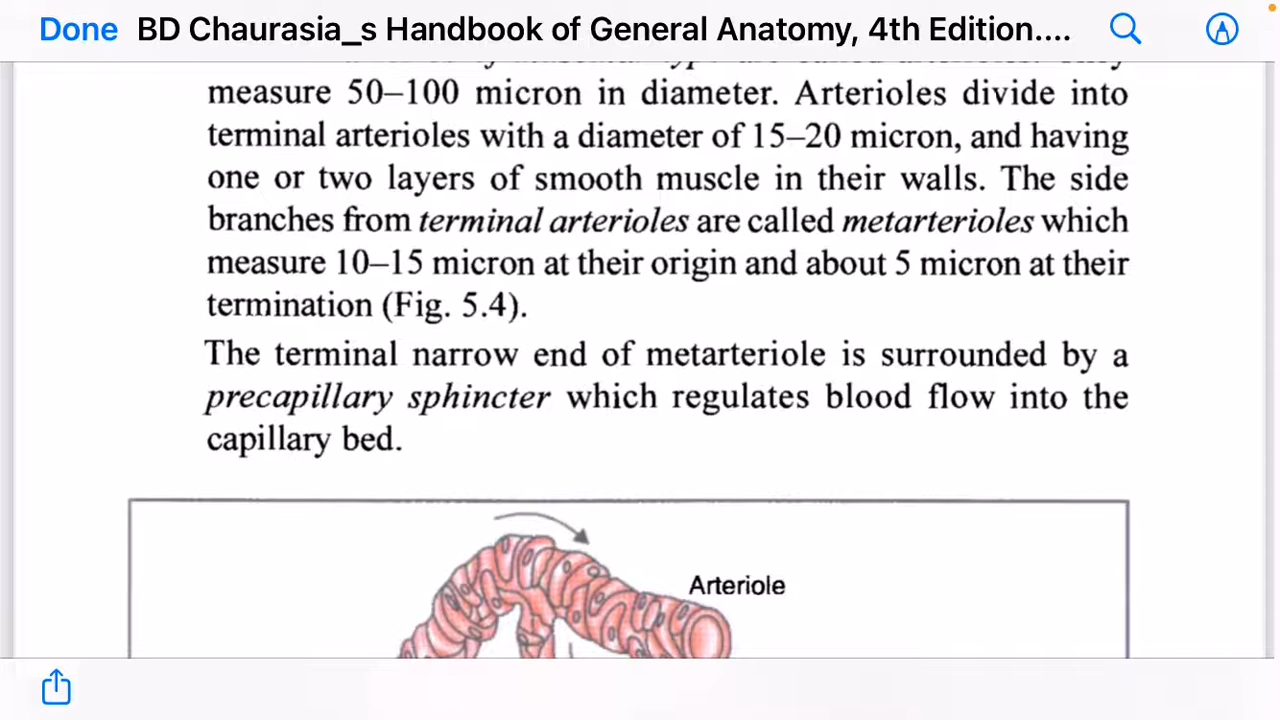 Done BD Chaurasia_s Handbook of General Anatomy, 4th Edition....
measure 50–100 micron in diameter. Arterioles divide into
terminal arterioles with a diameter of 15–20 micron, and having
one or two layers of smooth muscle in their walls. The side
branches from terminal arterioles are called metarterioles which
measure 10–15 micron at their origin and about 5 micron at their
termination (Fig. 5.4).
The terminal narrow end of metarteriole is surrounded by a
precapillary sphincter which regulates blood flow into the
capillary bed.
Arteriole